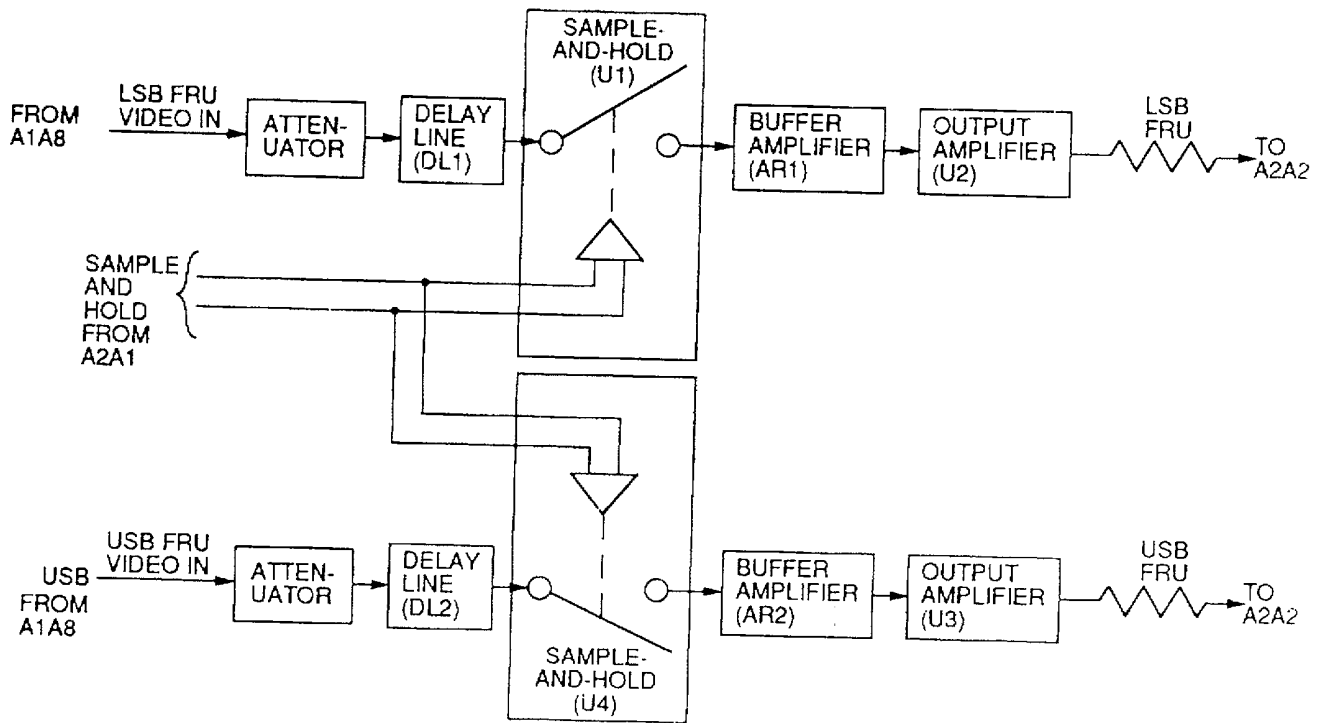 SAMPLE-
AND-HOLD
(U1)
FROM
A1A8
LSB FRU
VIDEO IN
ATTEN-
UATOR
DELAY
LINE
(DL1)
BUFFER
AMPLIFIER
(AR1)
OUTPUT
AMPLIFIER
(U2)
LSB
FRU
TO
A2A2
SAMPLE
AND
HOLD
FROM
A2A1
USB
FROM
A1A8
USB FRU
VIDEO IN
ATTEN-
UATOR
DELAY
LINE
(DL2)
SAMPLE-
AND-HOLD
(U4)
BUFFER
AMPLIFIER
(AR2)
OUTPUT
AMPLIFIER
(U3)
USB
FRU
TO
A2A2